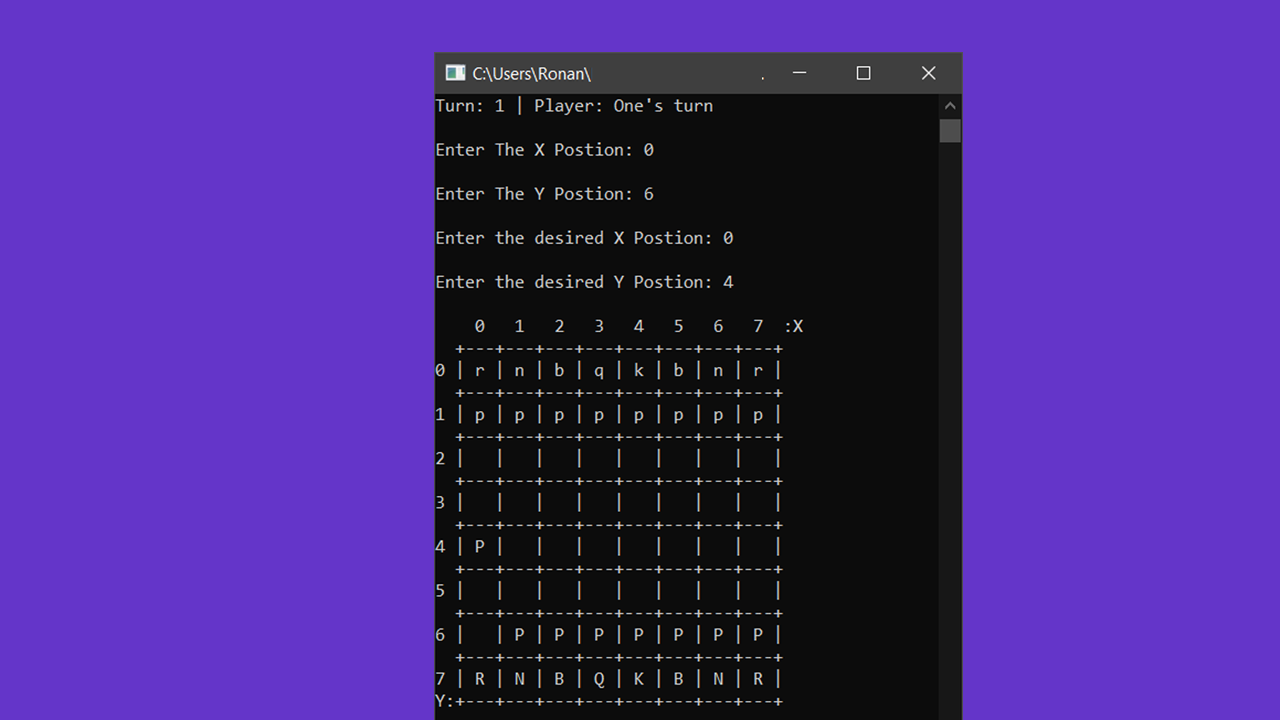 C:\Users\Ronan\ .
Turn: 1 | Player: One's turn
Enter The X Postion: 0
Enter The Y Postion: 6
Enter the desired X Postion: 0
Enter the desired Y Postion: 4
    0   1   2   3   4   5   6   7  :X
  +---+---+---+---+---+---+---+---+
0 | r | n | b | q | k | b | n | r |
  +---+---+---+---+---+---+---+---+
1 | p | p | p | p | p | p | p | p |
  +---+---+---+---+---+---+---+---+
2 |   |   |   |   |   |   |   |   |
  +---+---+---+---+---+---+---+---+
3 |   |   |   |   |   |   |   |   |
  +---+---+---+---+---+---+---+---+
4 | P |   |   |   |   |   |   |   |
  +---+---+---+---+---+---+---+---+
5 |   |   |   |   |   |   |   |   |
  +---+---+---+---+---+---+---+---+
6 |   | P | P | P | P | P | P | P |
  +---+---+---+---+---+---+---+---+
7 | R | N | B | Q | K | B | N | R |
Y:+---+---+---+---+---+---+---+---+